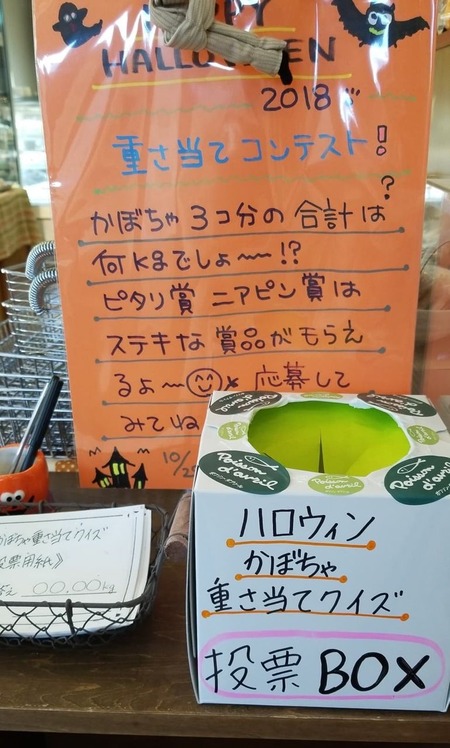 HAPPY
HALLOWEEN
2018
重さ当てコンテスト!
かぼちゃ3コ分の合計は?
何kgでしょ〜〜!?
ピタリ賞 ニアピン賞は
ステキな賞品がもらえ
るょ〜 応募して
みてね
10/
ハロウィン
かぼちゃ
重さ当てクイズ
投票BOX
Poisson
d'avril
Poisson
d'avril
Poisson
d'avril
かぼちゃ重さ当てクイズ
投票用紙》
00.00kg